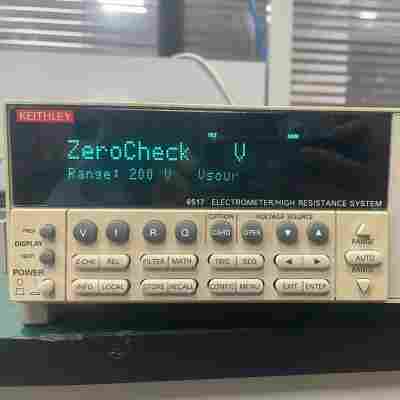 KEITHLEY
ZeroCheck V
Range: 200 V Vsour
6517 ELECTROMETER/HIGH RESISTANCE SYSTEM
CAUTION VOLTAGE SOURCE
PREV
DISPLAY
NEXT
POWER
V I R Q CARD OPER
RANGE
AUTO
RANGE
Z-CHK REL FILTER MATH TRIG SEQ
INFO LOCAL STORE RECALL CONFIG MENU EXIT ENTER